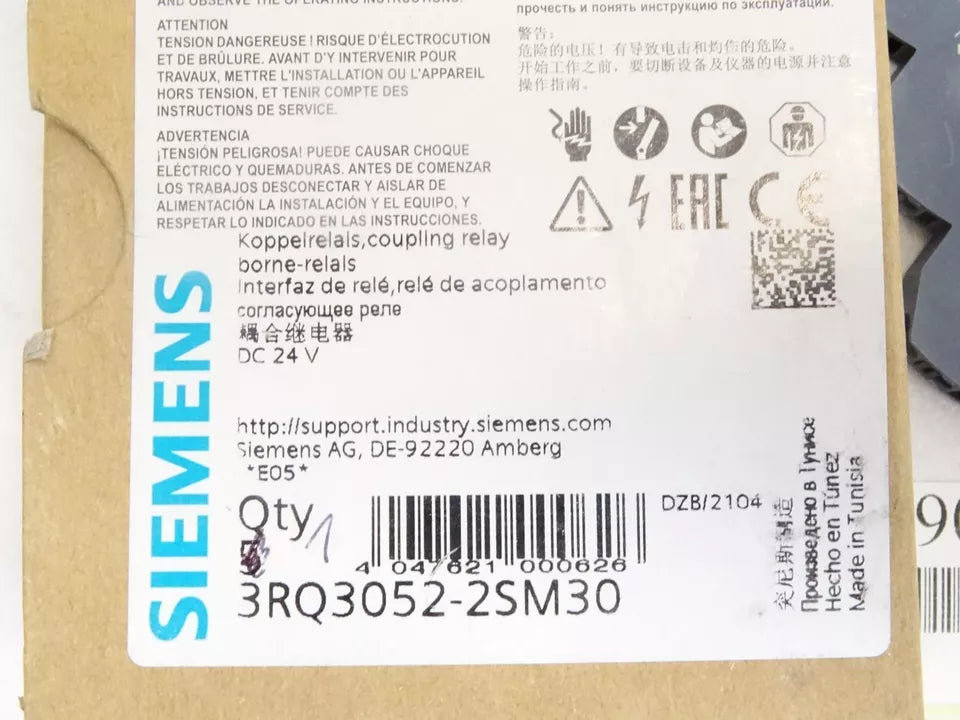 AND OBSERVE THE OPERATING INSTRUCTIONS.
ATTENTION
TENSION DANGEREUSE ! RISQUE D'ÉLECTROCUTION
ET DE BRÛLURE. AVANT D'Y INTERVENIR POUR
TRAVAUX, METTRE L'INSTALLATION OU L'APPAREIL
HORS TENSION, ET TENIR COMPTE DES
INSTRUCTIONS DE SERVICE.
ADVERTENCIA
¡TENSIÓN PELIGROSA! PUEDE CAUSAR CHOQUE
ELÉCTRICO Y QUEMADURAS. ANTES DE COMENZAR
LOS TRABAJOS DESCONECTAR Y AISLAR DE
ALIMENTACIÓN LA INSTALACIÓN Y EL EQUIPO, Y
RESPETAR LO INDICADO EN LAS INSTRUCCIONES.
прочесть и понять инструкцию по эксплуатации.
警告:
危险的电压! 有导致电击和灼伤的危险。
开始工作之前, 要切断设备及仪器的电源并注意
操作指南。
EAC CE
SIEMENS
Koppelrelais,coupling relay
borne-relais
Interfaz de relé,relé de acoplamento
согласующее реле
耦合继电器
DC 24 V
http://support.industry.siemens.com
Siemens AG, DE-92220 Amberg
*E05*
Qty
1
4 047621 000626
DZB/2104
3RQ3052-2SM30
突尼斯制造
Произведено в Тунисе
Hecho en Túnez
Made in Tunisia